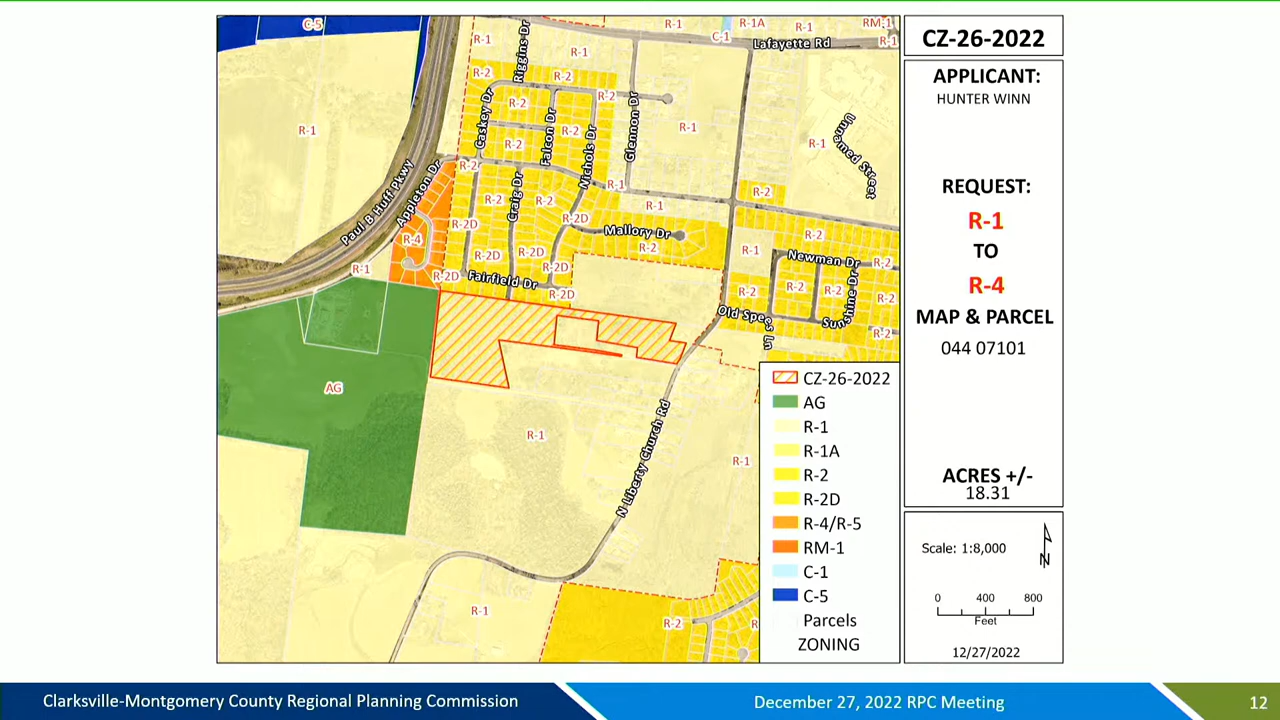 C-5
R-1
R-1A
R-1
RM-1
C-1
Lafayette Rd
R-1
R-1
Riggins Dr
R-1
R-2
R-2
R-2
R-2
Caskey Dr
Falcon Dr
Glennon Dr
R-1
R-1
R-2
R-1
Unnamed Street
R-2
Nichols Dr
Paul B Huff Pkwy
Appleton Dr
R-2
R-1
R-2
R-2
R-2
Craig Dr
R-1
R-2D
R-2D
R-2
Mallory Dr
R-2
R-4
R-2D
R-2D
R-1
Newman Dr
R-2
R-1
R-2D
R-2D
Fairfield Dr
R-2D
R-2
R-2
R-2
Sunshine Dr
R-2
Old Spees Ln
R-2
AG
R-1
N Liberty Church Rd
R-1
R-1
R-2
R
CZ-26-2022
AG
R-1
R-1A
R-2
R-2D
R-4/R-5
RM-1
C-1
C-5
Parcels
ZONING
CZ-26-2022
APPLICANT:
HUNTER WINN
REQUEST:
R-1
TO
R-4
MAP & PARCEL
044 07101
ACRES +/-
18.31
Scale: 1:8,000
N
0 400 800
Feet
12/27/2022
Clarksville-Montgomery County Regional Planning Commission
December 27, 2022 RPC Meeting
12